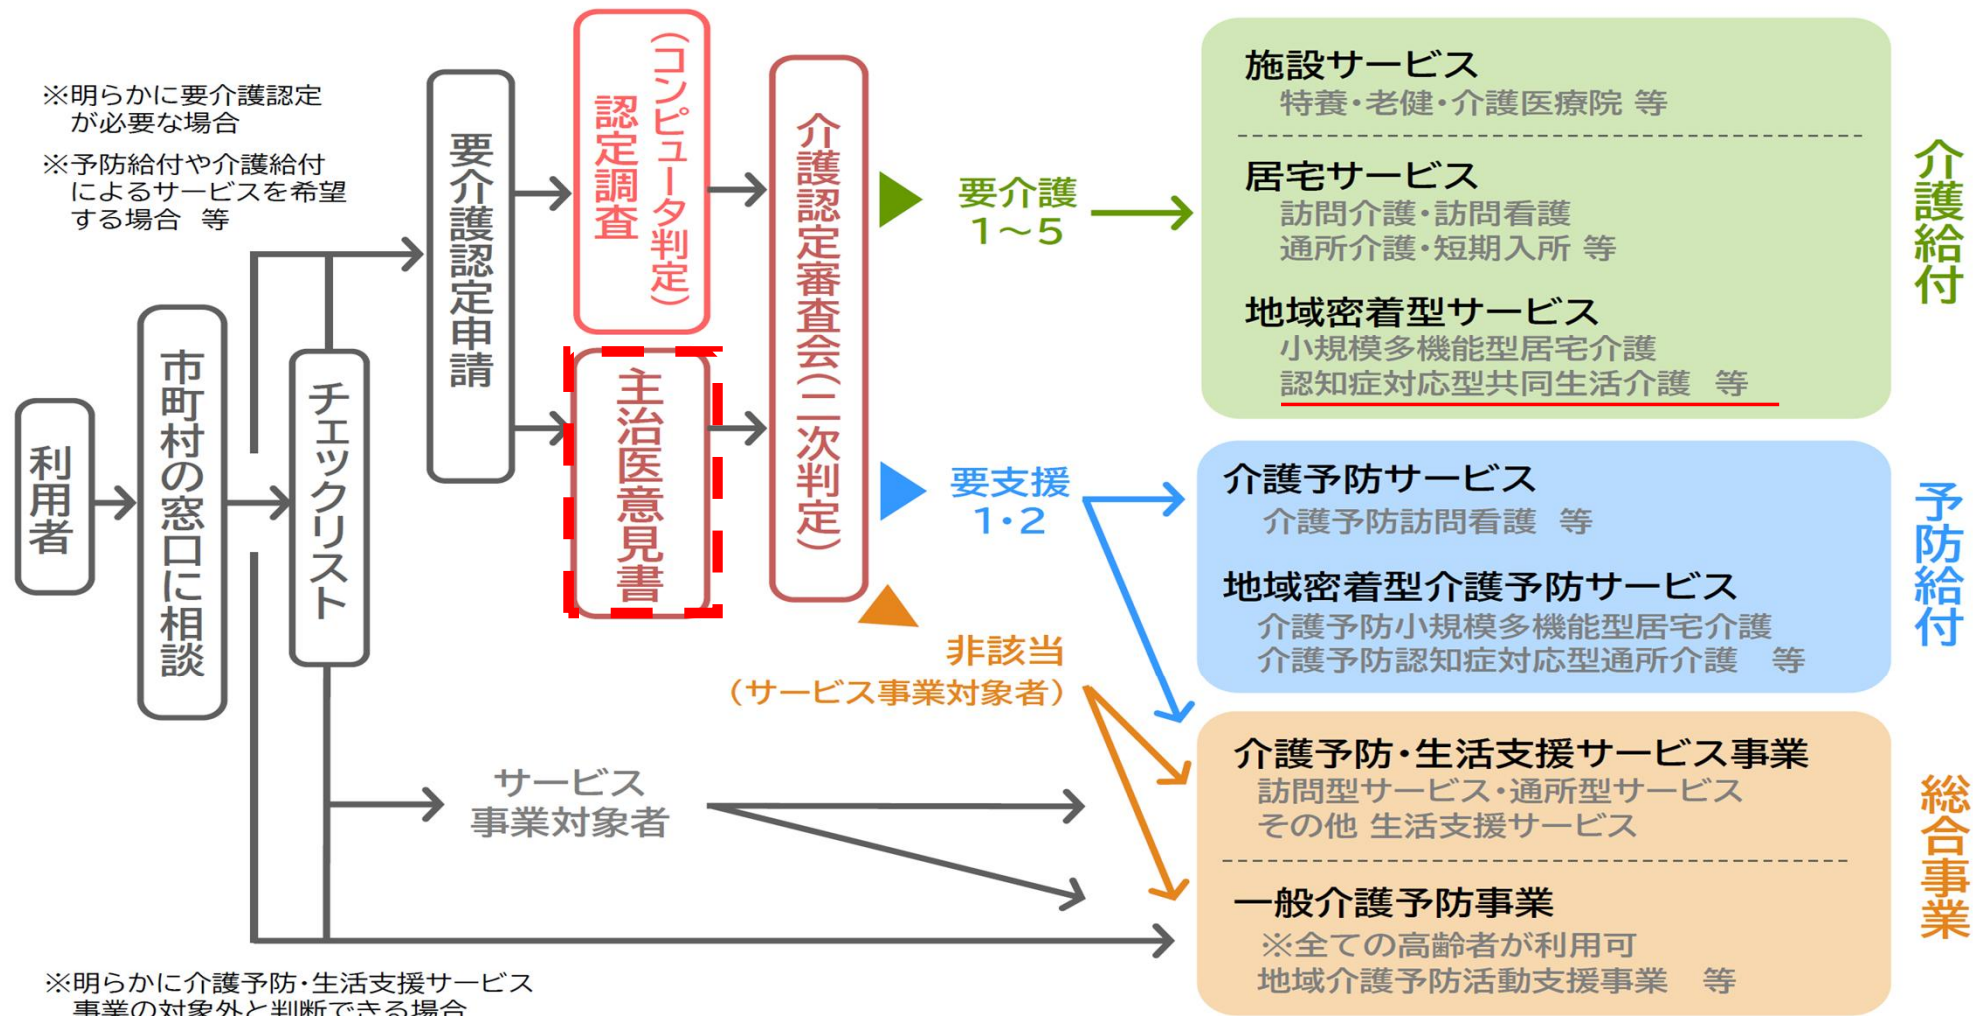 ※明らかに要介護認定
が必要な場合
※予防給付や介護給付
によるサービスを希望
する場合 等
利用者
市町村の窓口に相談
チェックリスト
要介護認定申請
認定調査
(コンピュータ判定)
主治医意見書
介護認定審査会(二次判定)
要介護
1~5
要支援
1・2
非該当
(サービス事業対象者)
サービス
事業対象者
※明らかに介護予防・生活支援サービス
事業の対象外と判断できる場合
施設サービス
特養・老健・介護医療院 等
居宅サービス
訪問介護・訪問看護
通所介護・短期入所 等
地域密着型サービス
小規模多機能型居宅介護
認知症対応型共同生活介護 等
介護給付
介護予防サービス
介護予防訪問看護 等
地域密着型介護予防サービス
介護予防小規模多機能型居宅介護
介護予防認知症対応型通所介護 等
予防給付
介護予防・生活支援サービス事業
訪問型サービス・通所型サービス
その他 生活支援サービス
一般介護予防事業
※全ての高齢者が利用可
地域介護予防活動支援事業 等
総合事業